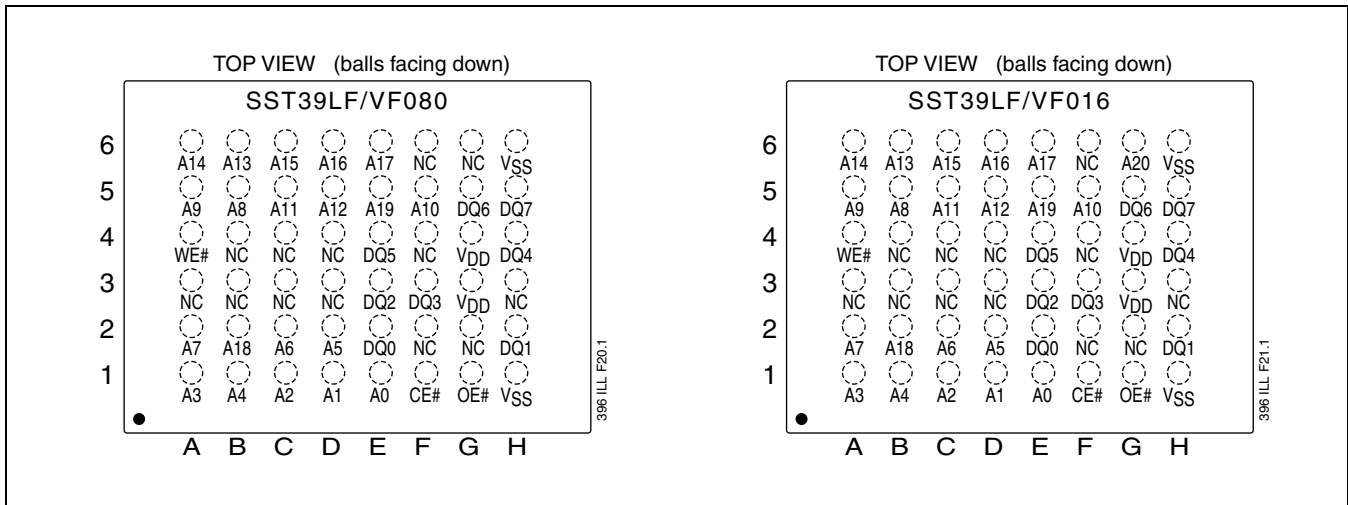 TOP VIEW (balls facing down)
SST39LF/VF080
6
A14 A13 A15 A16 A17 NC NC VSS
5
A9 A8 A11 A12 A19 A10 DQ6 DQ7
4
WE# NC NC NC DQ5 NC VDD DQ4
3
NC NC NC NC DQ2 DQ3 VDD NC
2
A7 A18 A6 A5 DQ0 NC NC DQ1
1
A3 A4 A2 A1 A0 CE# OE# VSS
A B C D E F G H
396 ILL F20.1
TOP VIEW (balls facing down)
SST39LF/VF016
6
A14 A13 A15 A16 A17 NC A20 VSS
5
A9 A8 A11 A12 A19 A10 DQ6 DQ7
4
WE# NC NC NC DQ5 NC VDD DQ4
3
NC NC NC NC DQ2 DQ3 VDD NC
2
A7 A18 A6 A5 DQ0 NC NC DQ1
1
A3 A4 A2 A1 A0 CE# OE# VSS
A B C D E F G H
396 ILL F21.1